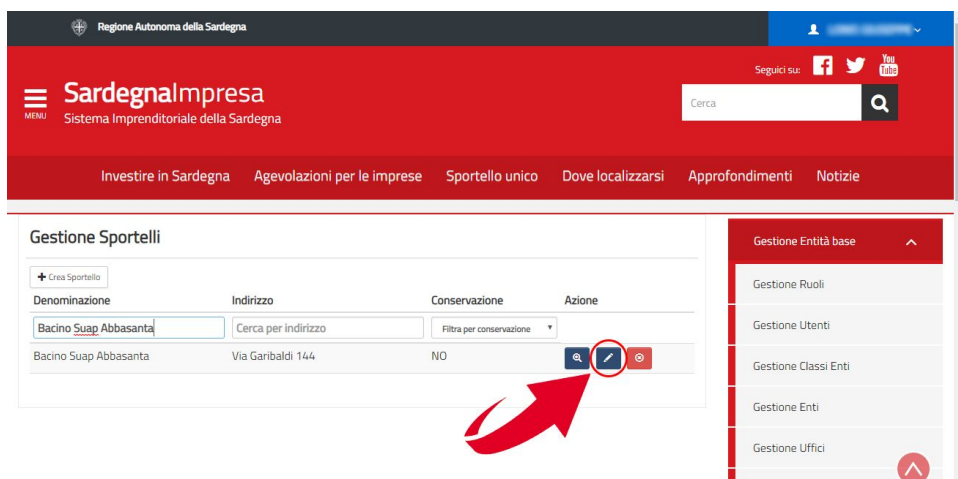 Regione Autonoma della Sardegna
Seguici su:
You
Tube
MENU
SardegnaImpresa
Sistema Imprenditoriale della Sardegna
Cerca
Investire in Sardegna Agevolazioni per le imprese Sportello unico Dove localizzarsi Approfondimenti Notizie
Gestione Sportelli
Crea Sportello
Denominazione Indirizzo Conservazione Azione
Bacino Suap Abbasanta Cerca per indirizzo Filtra per conservazione
Bacino Suap Abbasanta Via Garibaldi 144 NO
Gestione Entità base
Gestione Ruoli
Gestione Utenti
Gestione Classi Enti
Gestione Enti
Gestione Uffici